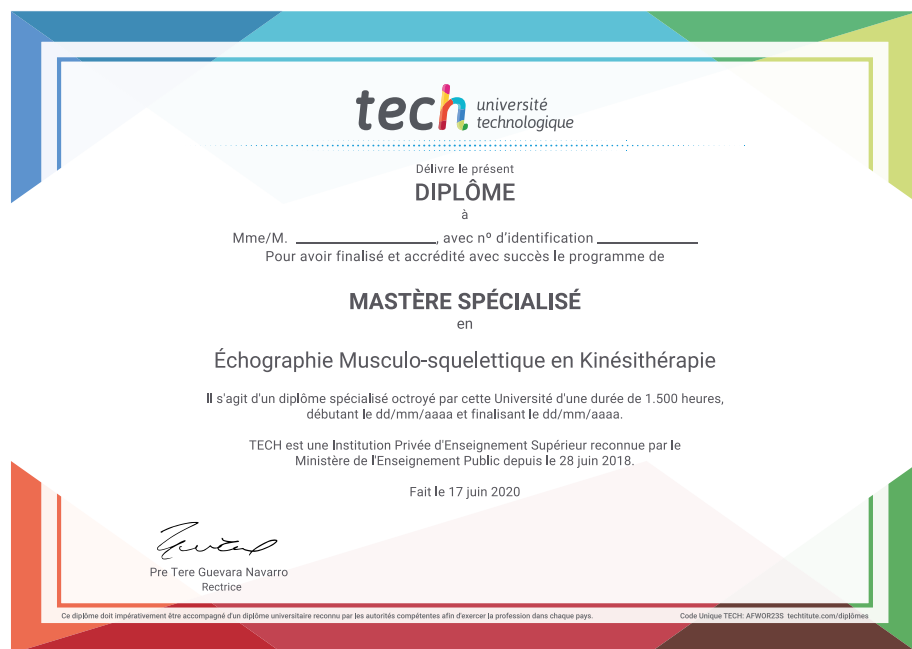 tech université
technologique
Délivre le présent
DIPLÔME
à
Mme/M. ____________________, avec nº d'identification ______________
Pour avoir finalisé et accrédité avec succès le programme de
MASTÈRE SPÉCIALISÉ
en
Échographie Musculo-squelettique en Kinésithérapie
Il s'agit d'un diplôme spécialisé octroyé par cette Université d'une durée de 1.500 heures,
débutant le dd/mm/aaaa et finalisant le dd/mm/aaaa.
TECH est une Institution Privée d'Enseignement Supérieur reconnue par le
Ministère de l'Enseignement Public depuis le 28 juin 2018.
Fait le 17 juin 2020
Pre Tere Guevara Navarro
Rectrice
Ce diplôme doit impérativement être accompagné d'un diplôme universitaire reconnu par les autorités compétentes afin d'exercer la profession dans chaque pays. Code Unique TECH: AFWOR23S techtitute.com/diplômes